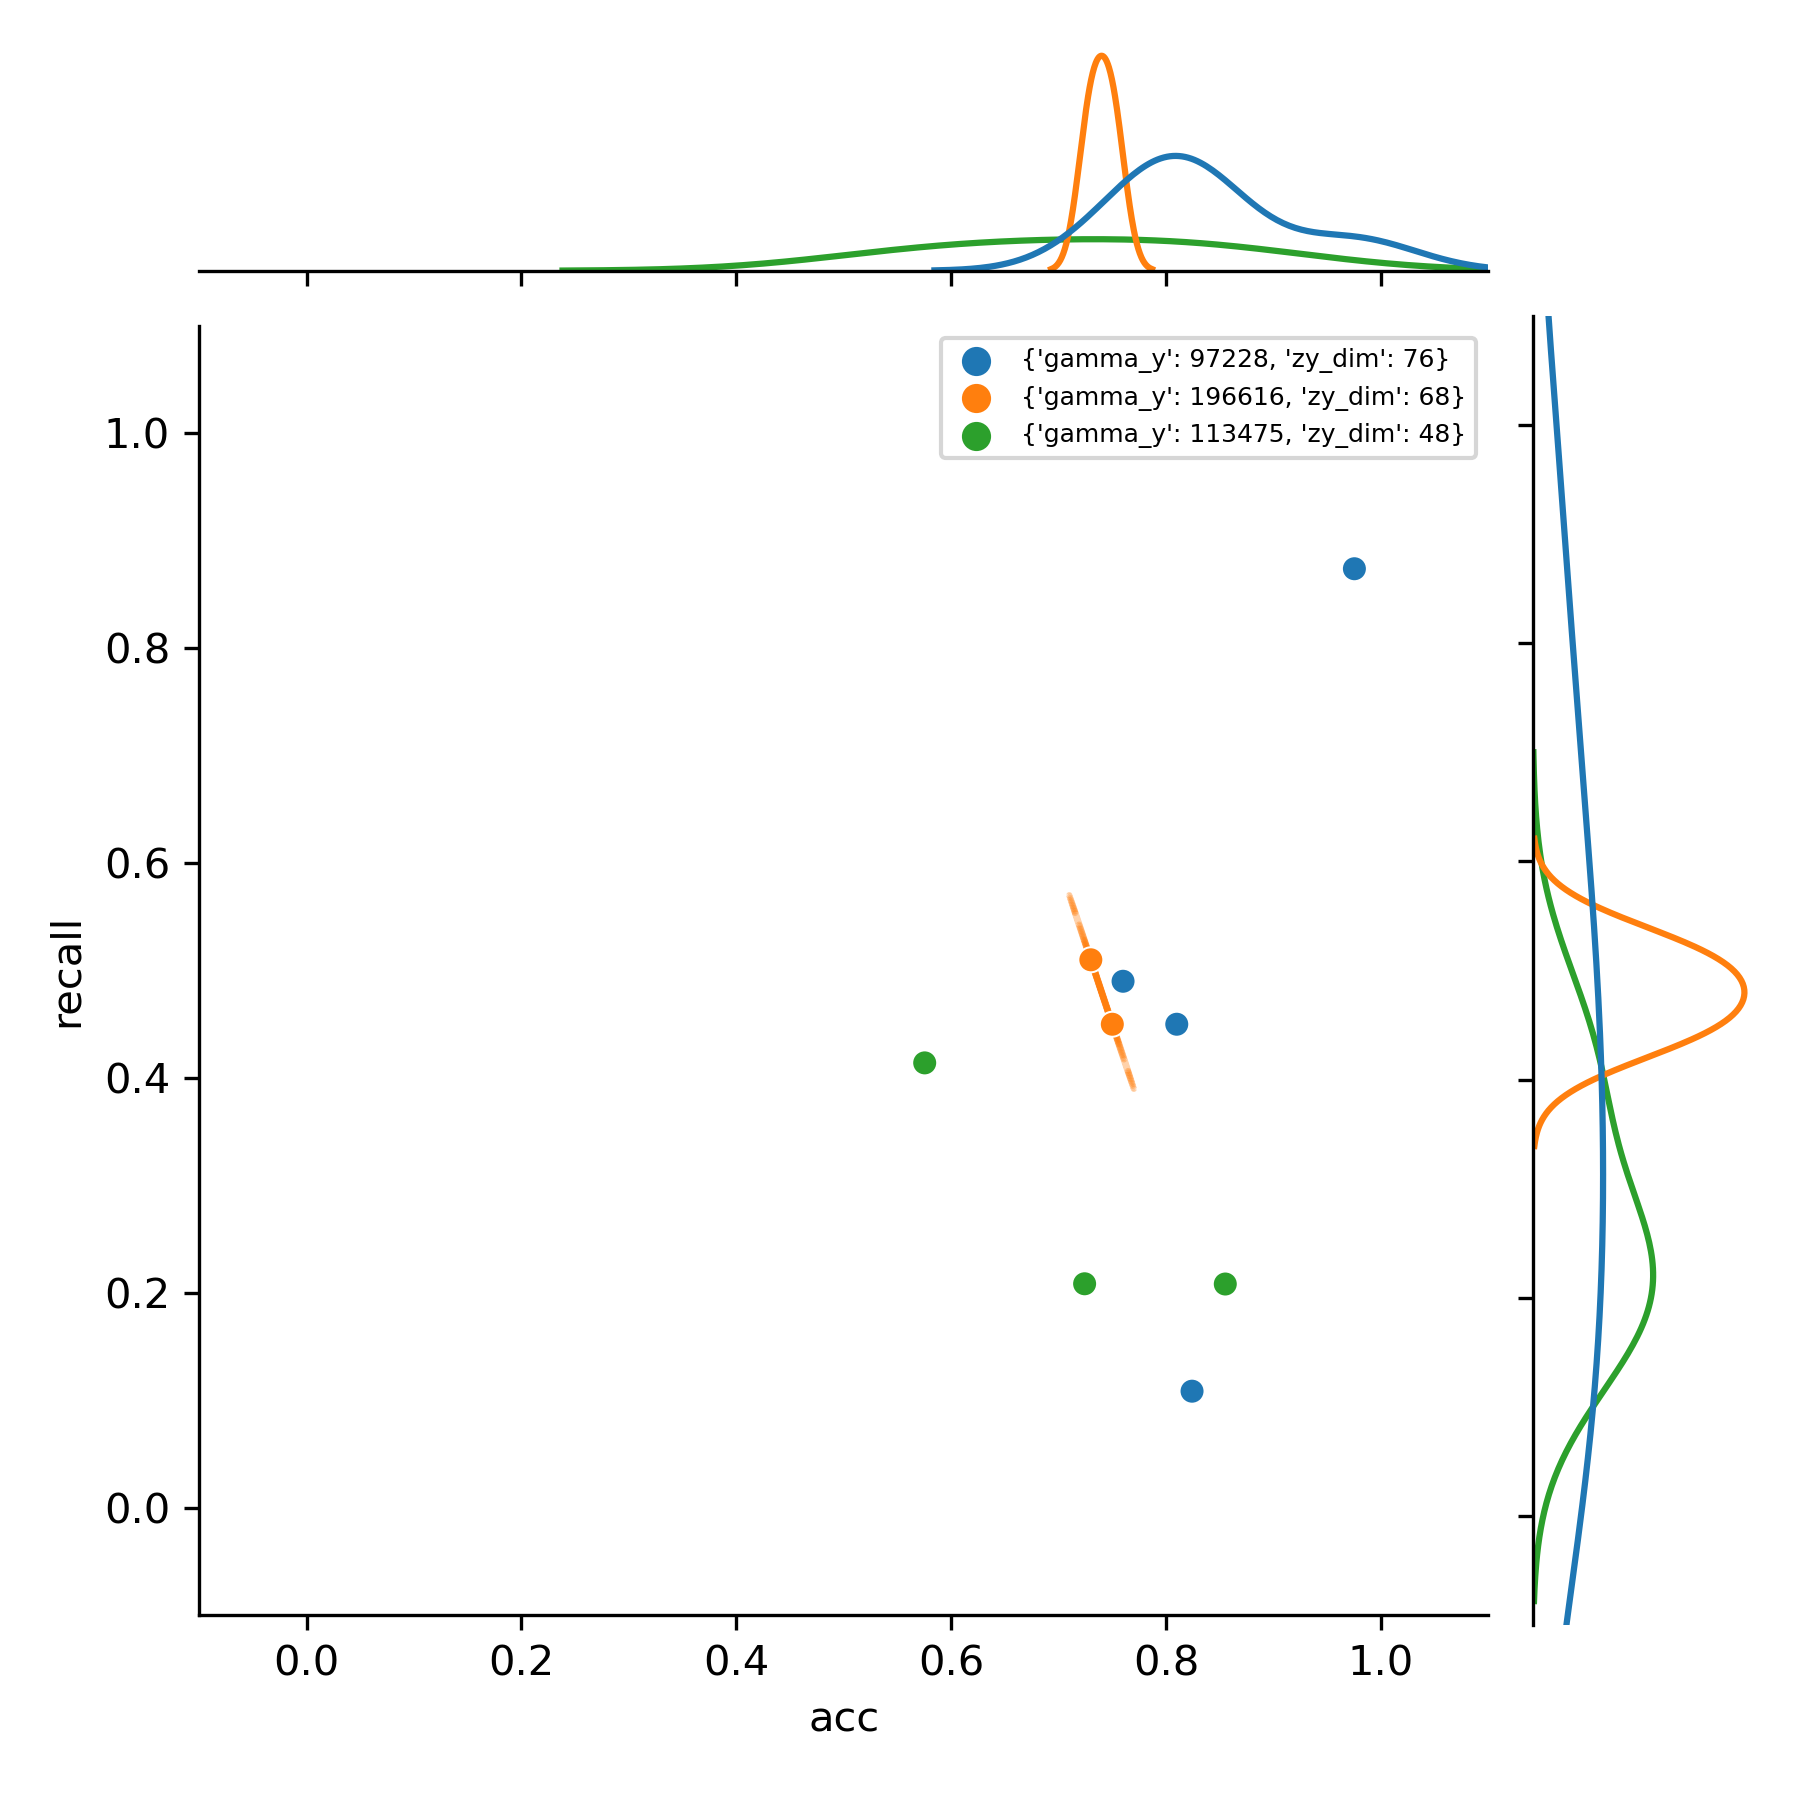 {'gamma_y': 97228, 'zy_dim': 76}
{'gamma_y': 196616, 'zy_dim': 68}
{'gamma_y': 113475, 'zy_dim': 48}
1.0
0.8
0.6
0.4
0.2
0.0
recall
0.0 0.2 0.4 0.6 0.8 1.0
acc